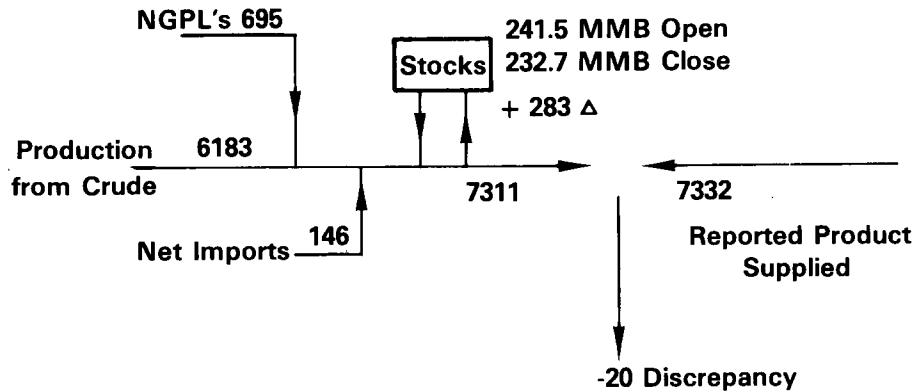 NGPL's 695
241.5 MMB Open
Stocks
232.7 MMB Close
+ 283 Δ
Production
from Crude
6183
7311
7332
Net Imports 146
Reported Product
Supplied
-20 Discrepancy